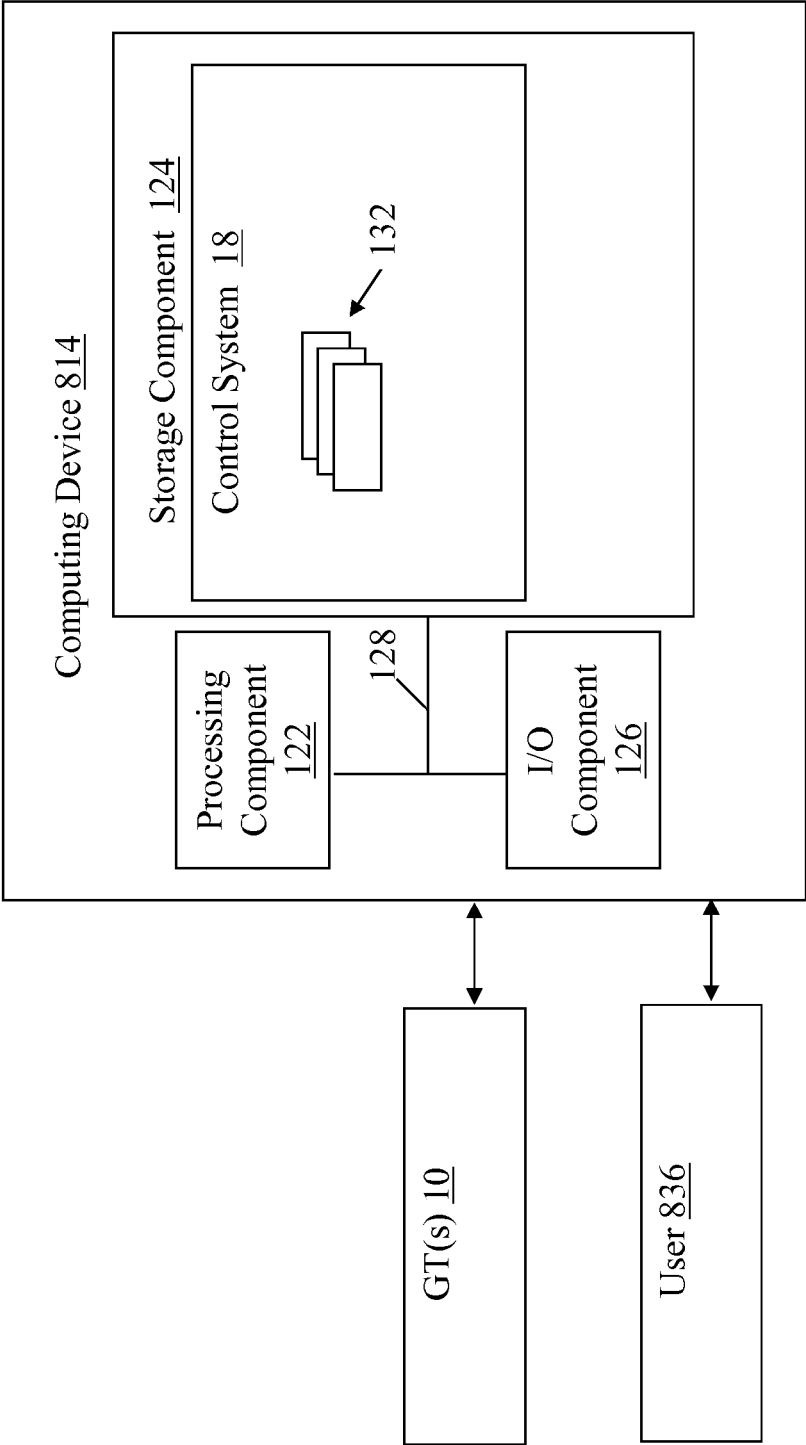 Computing Device 814
Storage Component 124
Control System 18
132
Processing
Component
122
128
I/O
Component
126
GT(s) 10
User 836